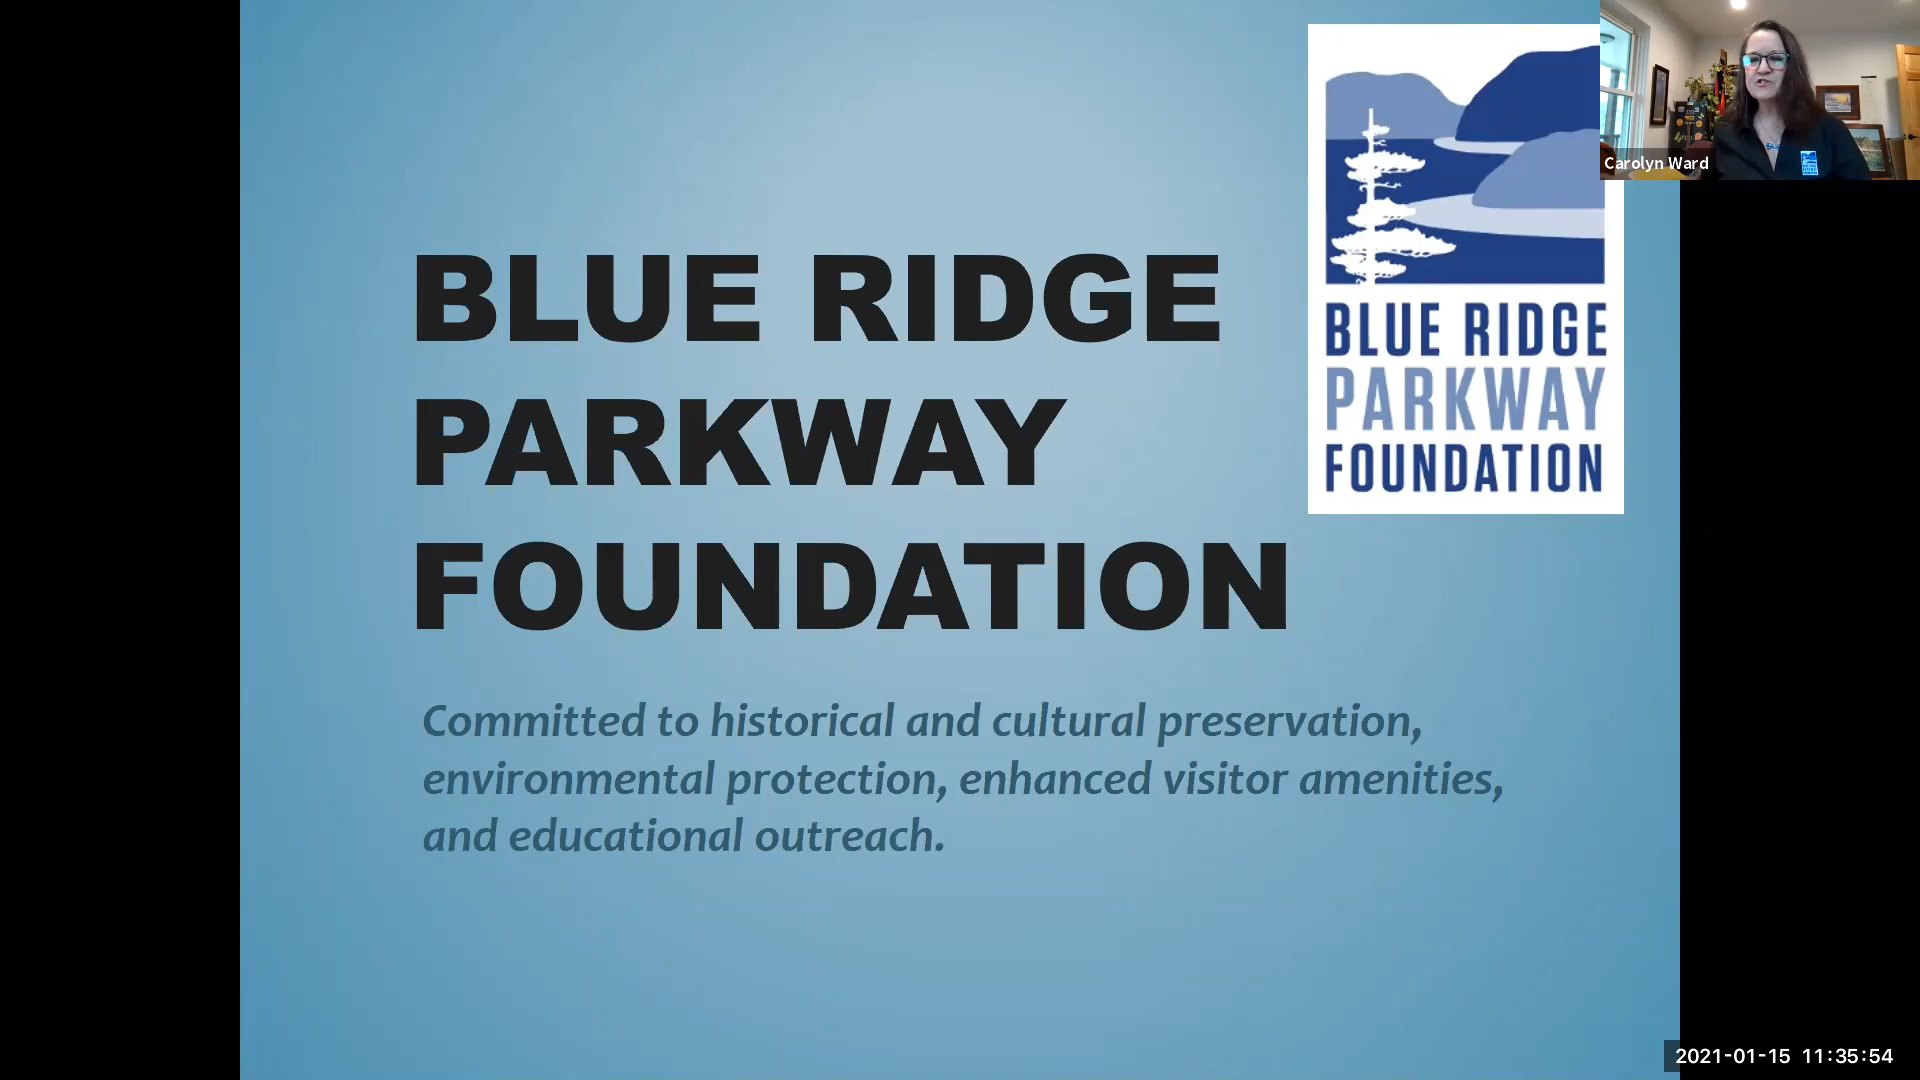 BLUE RIDGE
PARKWAY
FOUNDATION
Committed to historical and cultural preservation,
environmental protection, enhanced visitor amenities,
and educational outreach.
BLUE RIDGE
PARKWAY
FOUNDATION
Carolyn Ward
2021-01-15 11:35:54